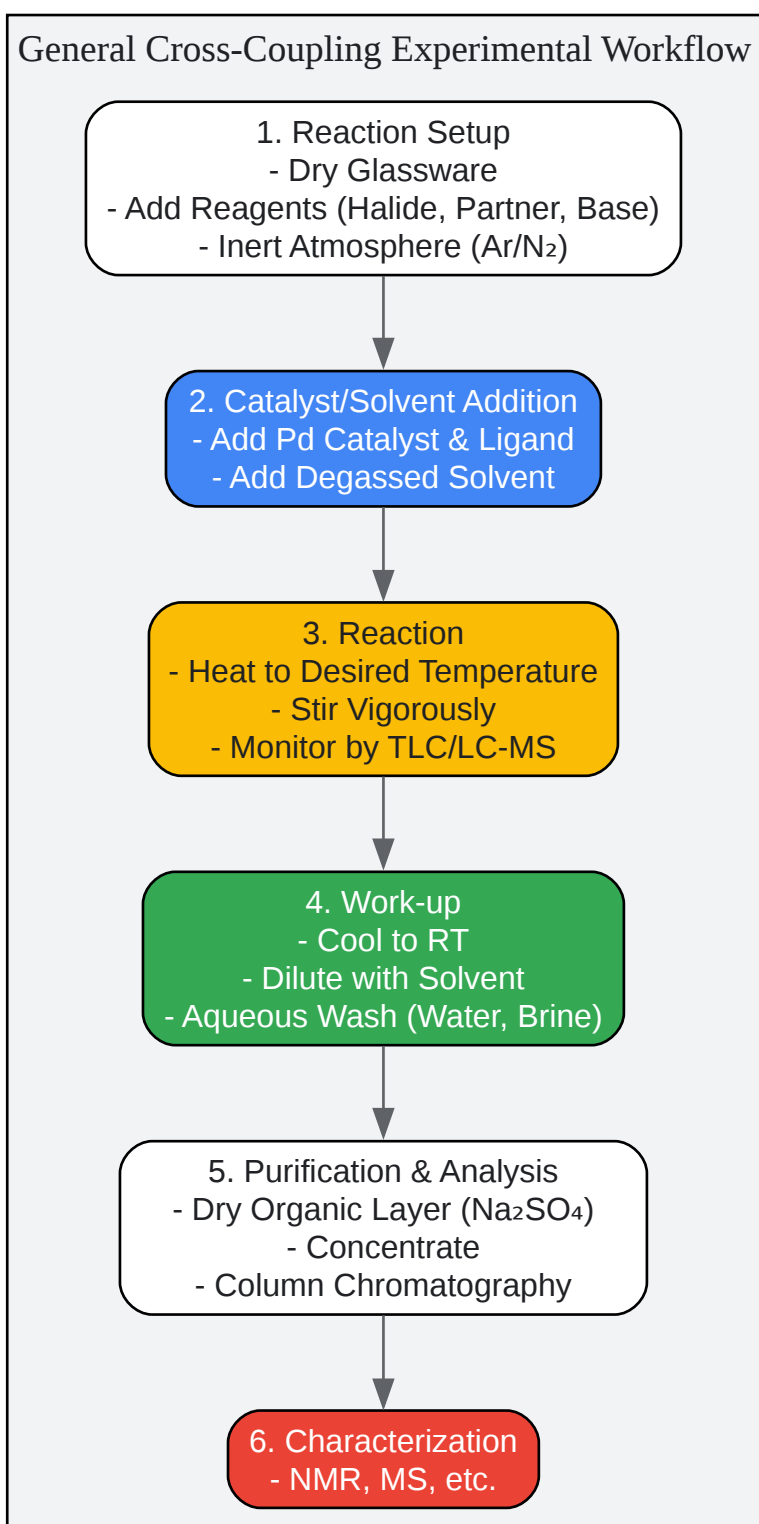 General Cross-Coupling Experimental Workflow
1. Reaction Setup
- Dry Glassware
- Add Reagents (Halide, Partner, Base)
- Inert Atmosphere (Ar/N₂)
2. Catalyst/Solvent Addition
- Add Pd Catalyst & Ligand
- Add Degassed Solvent
3. Reaction
- Heat to Desired Temperature
- Stir Vigorously
- Monitor by TLC/LC-MS
4. Work-up
- Cool to RT
- Dilute with Solvent
- Aqueous Wash (Water, Brine)
5. Purification & Analysis
- Dry Organic Layer (Na₂SO₄)
- Concentrate
- Column Chromatography
6. Characterization
- NMR, MS, etc.